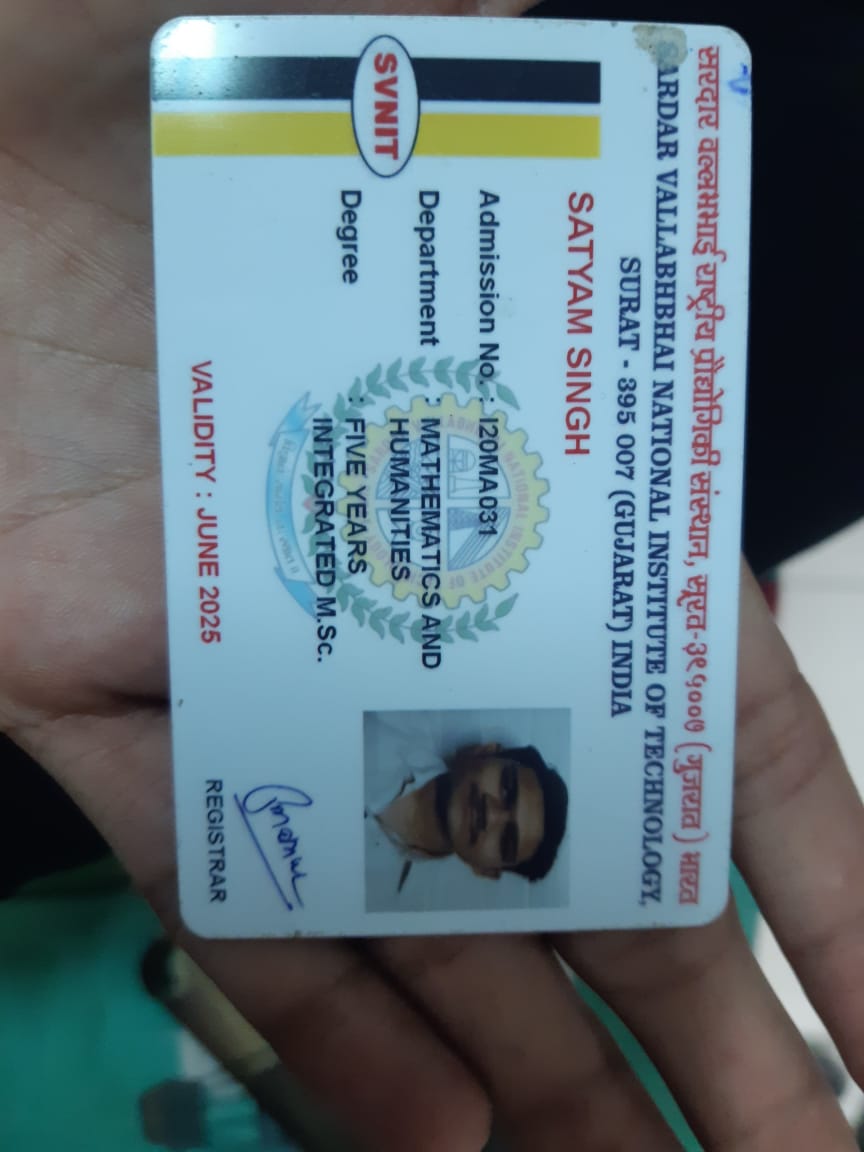 सरदार वल्लभभाई राष्ट्रीय प्रौद्योगिकी संस्थान, सूरत-३९५००७ (गुजरात) भारत
SARDAR VALLABHBHAI NATIONAL INSTITUTE OF TECHNOLOGY,
SURAT - 395 007 (GUJARAT) INDIA
SVNIT
SATYAM SINGH
Admission No. : I20MA031
Department : MATHEMATICS AND
HUMANITIES
Degree : FIVE YEARS
INTEGRATED M.Sc.
VALIDITY : JUNE 2025
REGISTRAR